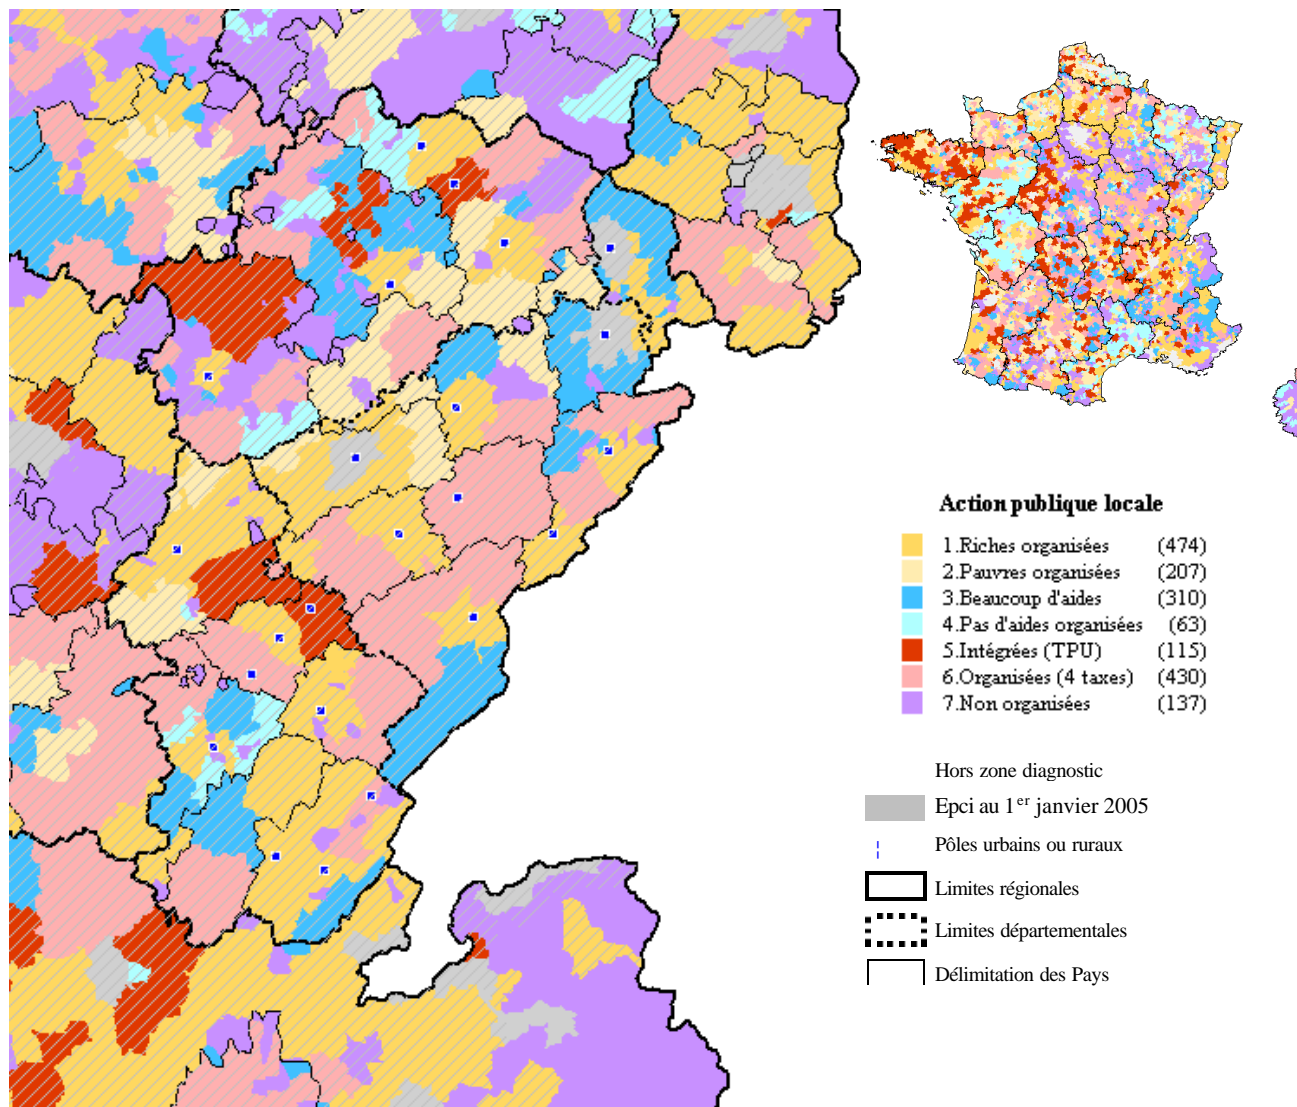 Action publique locale
1.Riches organisées (474)
2.Pauvres organisées (207)
3.Beaucoup d'aides (310)
4.Pas d'aides organisées (63)
5.Intégrées (TPU) (115)
6.Organisées (4 taxes) (430)
7.Non organisées (137)
Hors zone diagnostic
Epci au 1er janvier 2005
Pôles urbains ou ruraux
Limites régionales
Limites départementales
Délimitation des Pays